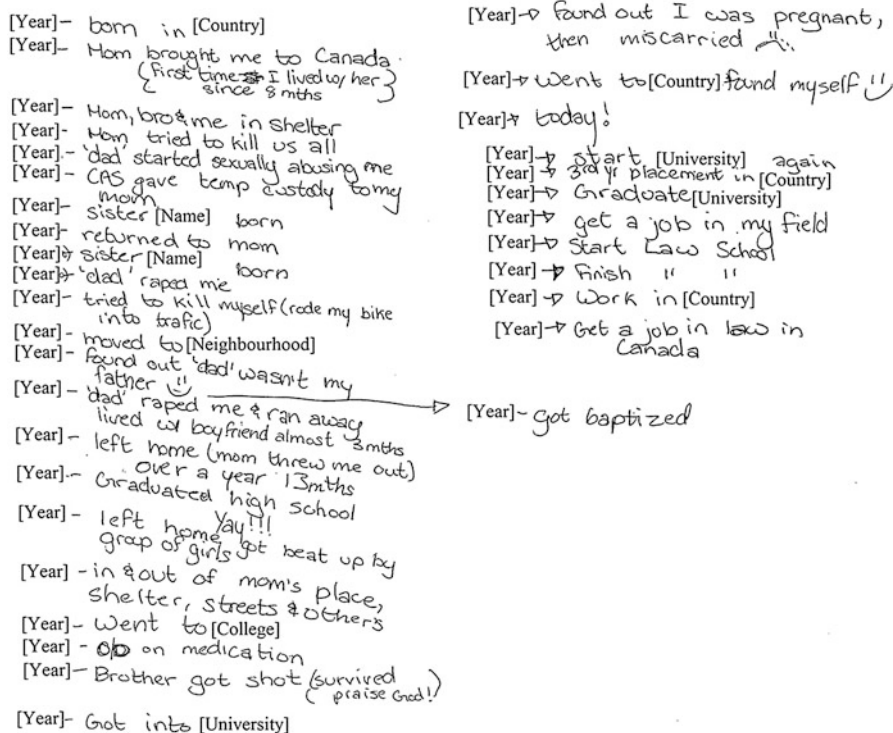 [Year]- born in [Country]
[Year]- Mom brought me to Canada.
(first time I lived w/ her
since 8 mths)
[Year]- Mom, bro & me in shelter
[Year]- Mom tried to kill us all
[Year]- 'dad' started sexually abusing me
[Year]- CAS gave temp custody to my
mom
[Year]- sister [Name] born
[Year]- returned to mom
[Year]→ sister [Name] born
[Year]→ 'dad' raped me
[Year]- tried to kill myself (rode my bike
into trafic)
[Year]- moved to [Neighbourhood]
[Year]- found out 'dad' wasn't my
father
[Year]- 'dad' raped me & ran away
lived w/ boyfriend almost 3mths
[Year]- left home (mom threw me out)
over a year 13mths
[Year]- Graduated high school
Yay!!!
[Year]- left home, got beat up by
group of girls
[Year]- in & out of mom's place,
shelter, streets & others
[Year]- Went to [College]
[Year]- on medication
[Year]- Brother got shot (survived
praise God!)
[Year]- Got into [University]
[Year]→ found out I was pregnant,
then miscarried
[Year]→ went to [Country] found myself
[Year]→ today!
[Year]→ start [University] again
[Year]→ 3rd yr placement in [Country]
[Year]→ Graduate [University]
[Year]→ get a job in my field
[Year]→ Start Law School
[Year]→ Finish " "
[Year]→ Work in [Country]
[Year]→ Get a job in law in
Canada
[Year]- got baptized